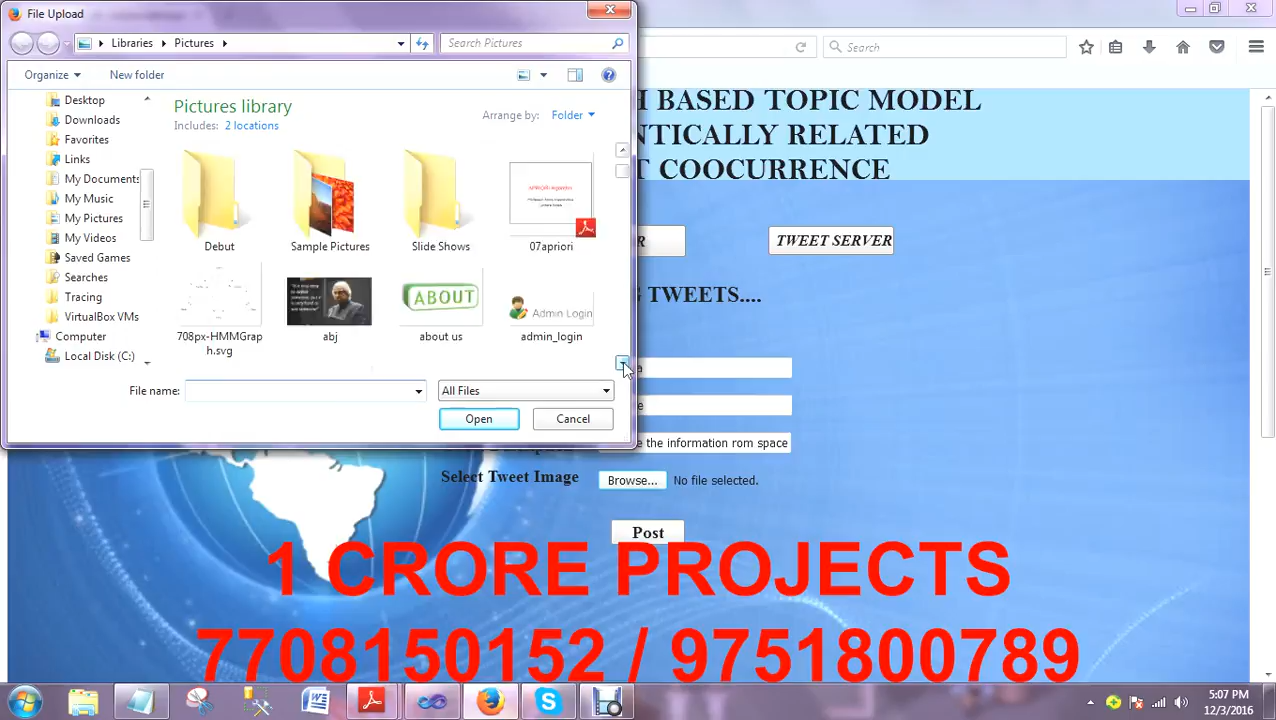 File Upload
Libraries
Pictures
Search Pictures
Search
Organize
New folder
Desktop
Downloads
Favorites
Links
My Documents
My Music
My Pictures
My Videos
Saved Games
Searches
Tracing
VirtualBox VMs
Computer
Local Disk (C:)
Pictures library
Includes: 2 locations
Arrange by: Folder
Debut
Sample Pictures
Slide Shows
07apriori
708px-HMMGrap
h.svg
abj
ABOUT
about us
Admin Login
admin_login
File name:
All Files
Open
Cancel
H BASED TOPIC MODEL
NTICALLY RELATED
T COOCURRENCE
R
TWEET SERVER
G TWEETS....
a
e
e the information rom space
Select Tweet Image
Browse...
No file selected.
Post
1 CRORE PROJECTS
7708150152 / 9751800789
5:07 PM
12/3/2016